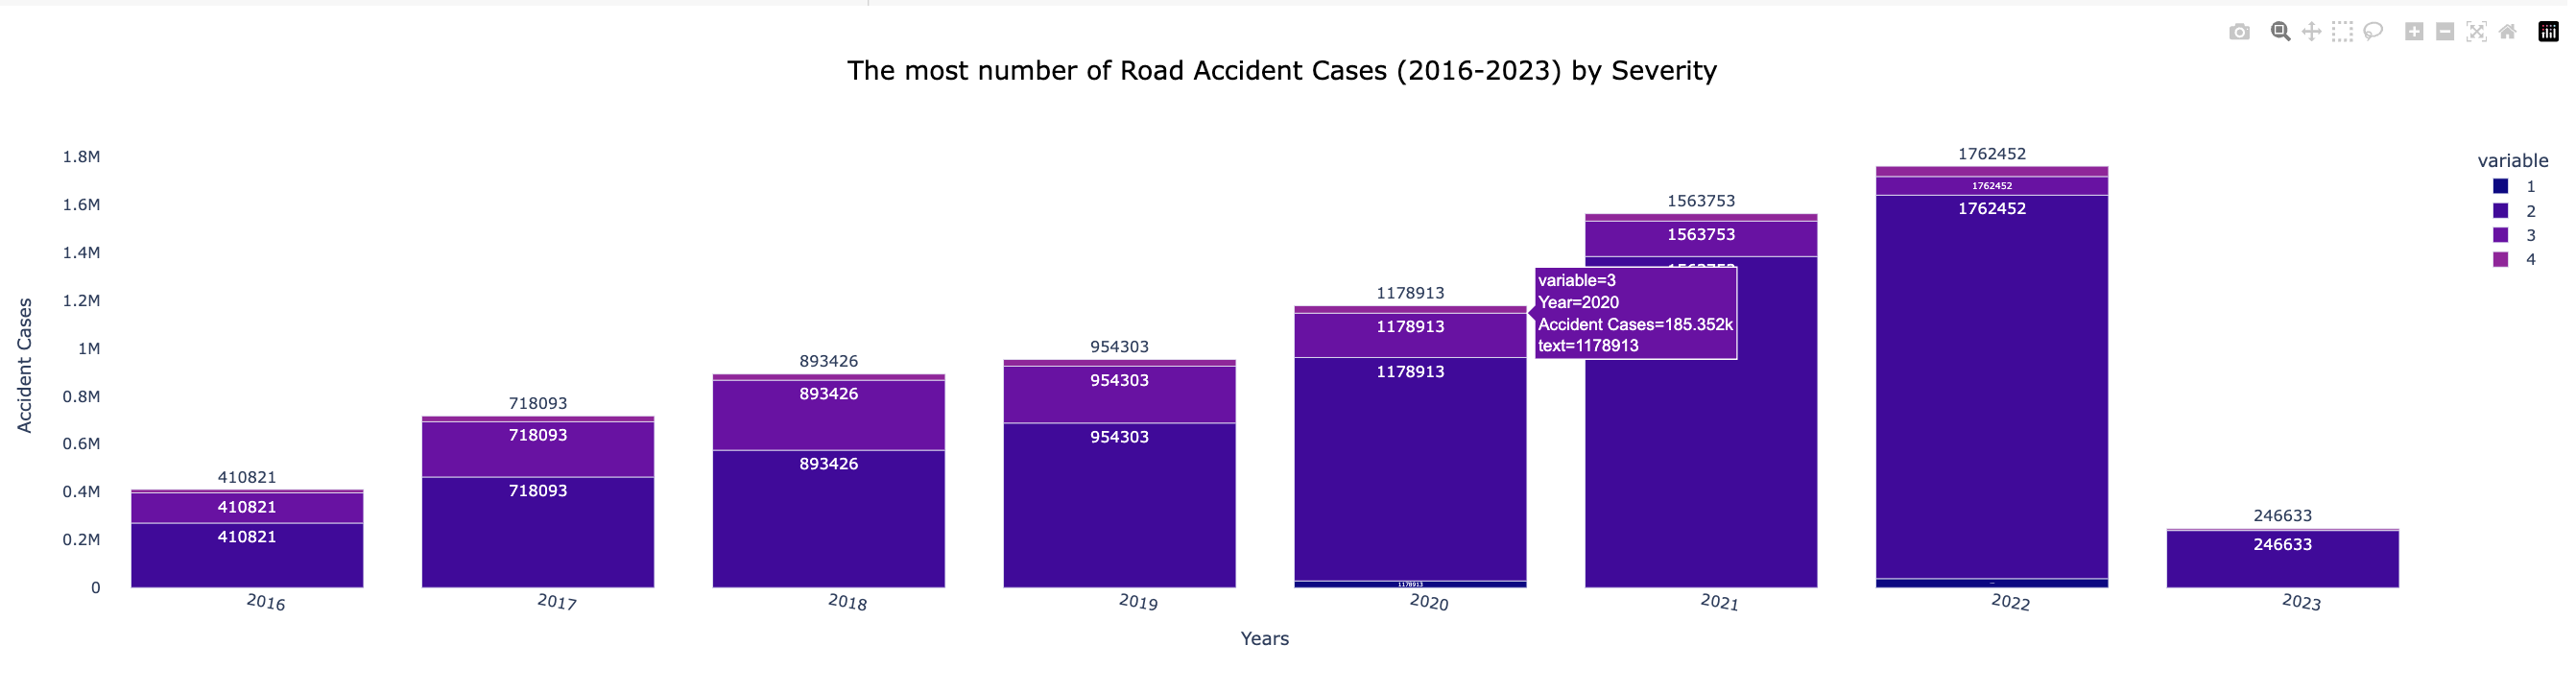 The most number of Road Accident Cases (2016-2023) by Severity
1.8M
1.6M
1.4M
1.2M
1M
0.8M
0.6M
0.4M
0.2M
0
Accident Cases
410821
410821
410821
718093
718093
718093
893426
893426
893426
954303
954303
954303
1178913
1178913
1178913
1178913
1563753
1563753
variable=3
Year=2020
Accident Cases=185.352k
text=1178913
1762452
1762452
1762452
246633
246633
2016
2017
2018
2019
2020
2021
2022
2023
Years
variable
1
2
3
4